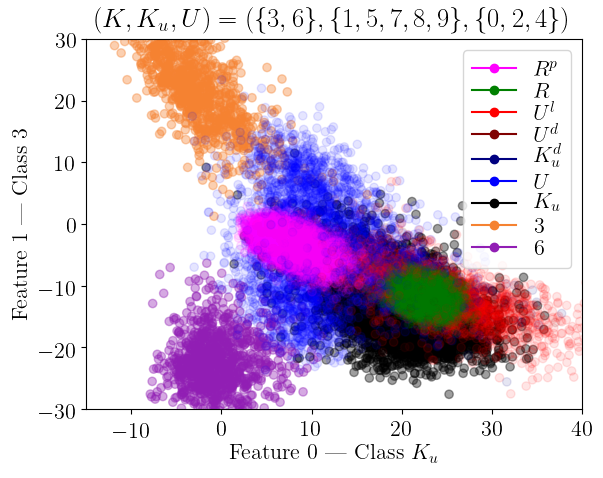 (K, K_u, U) = ({3, 6}, {1, 5, 7, 8, 9}, {0, 2, 4})
30
20
10
0
−10
−20
−30
Feature 1 — Class 3
R^p
R
U^l
U^d
K_u^d
U
K_u
3
6
−10
0
10
20
30
40
Feature 0 — Class K_u